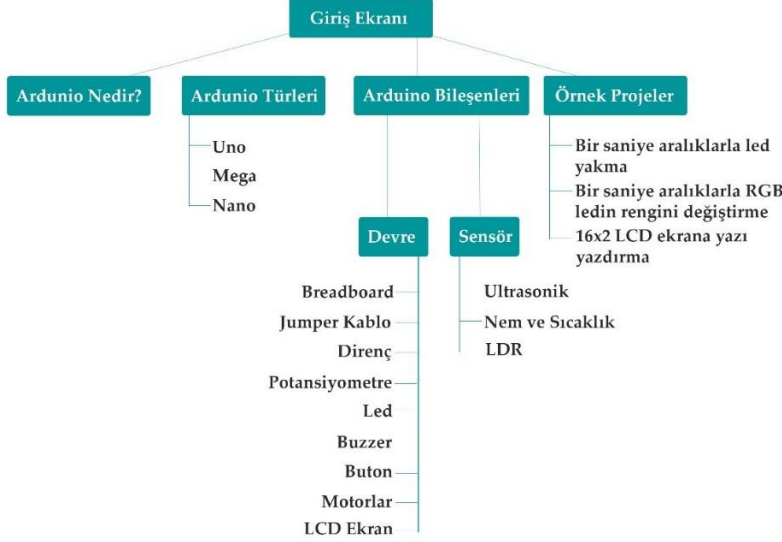 Giriş Ekranı
Ardunio Nedir?
Ardunio Türleri
Arduino Bileşenleri
Örnek Projeler
Uno
Mega
Nano
Bir saniye aralıklarla led
yakma
Bir saniye aralıklarla RGB
ledin rengini değiştirme
16x2 LCD ekrana yazı
yazdırma
Devre
Sensör
Breadboard
Jumper Kablo
Direnç
Potansiyometre
Led
Buzzer
Buton
Motorlar
LCD Ekran
Ultrasonik
Nem ve Sıcaklık
LDR